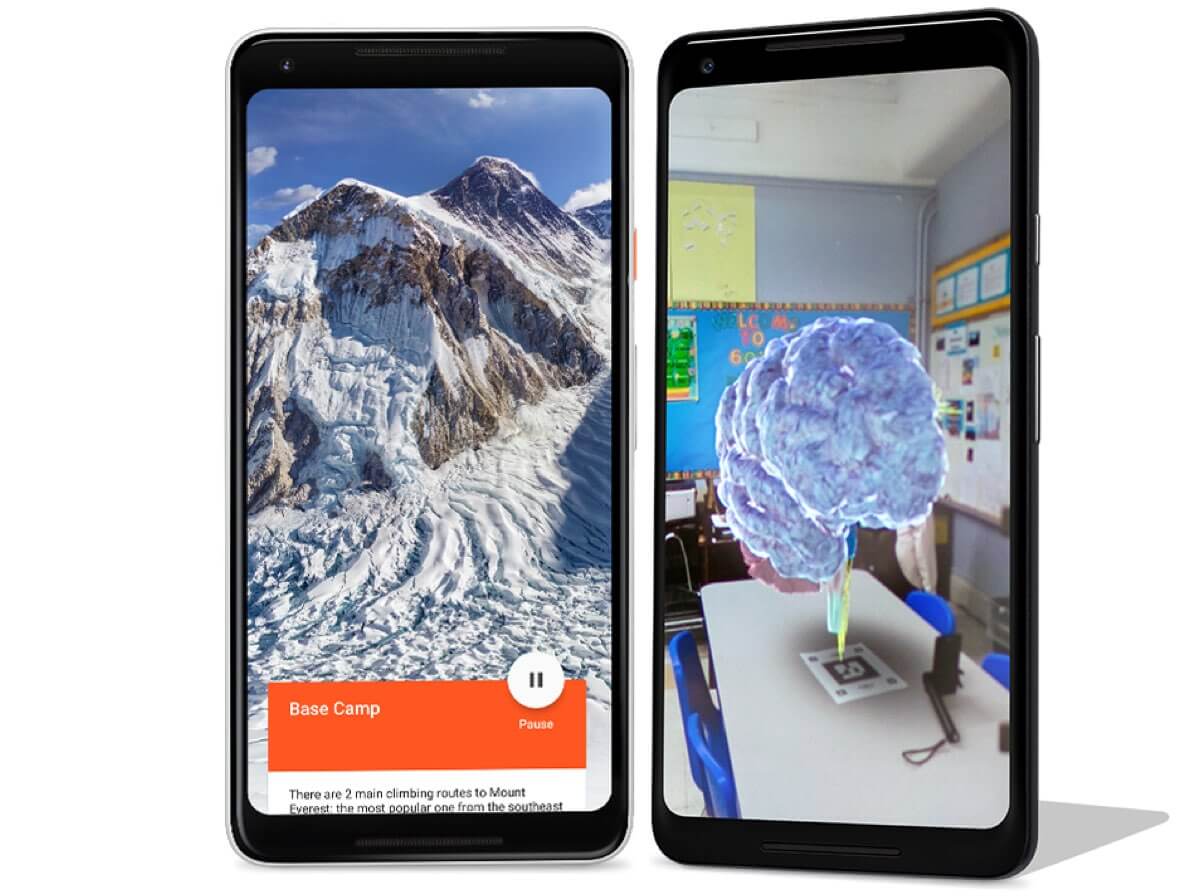 Base Camp
Pause
There are 2 main climbing routes to Mount
Everest: the most popular one from the southeast
WELCOME
TO